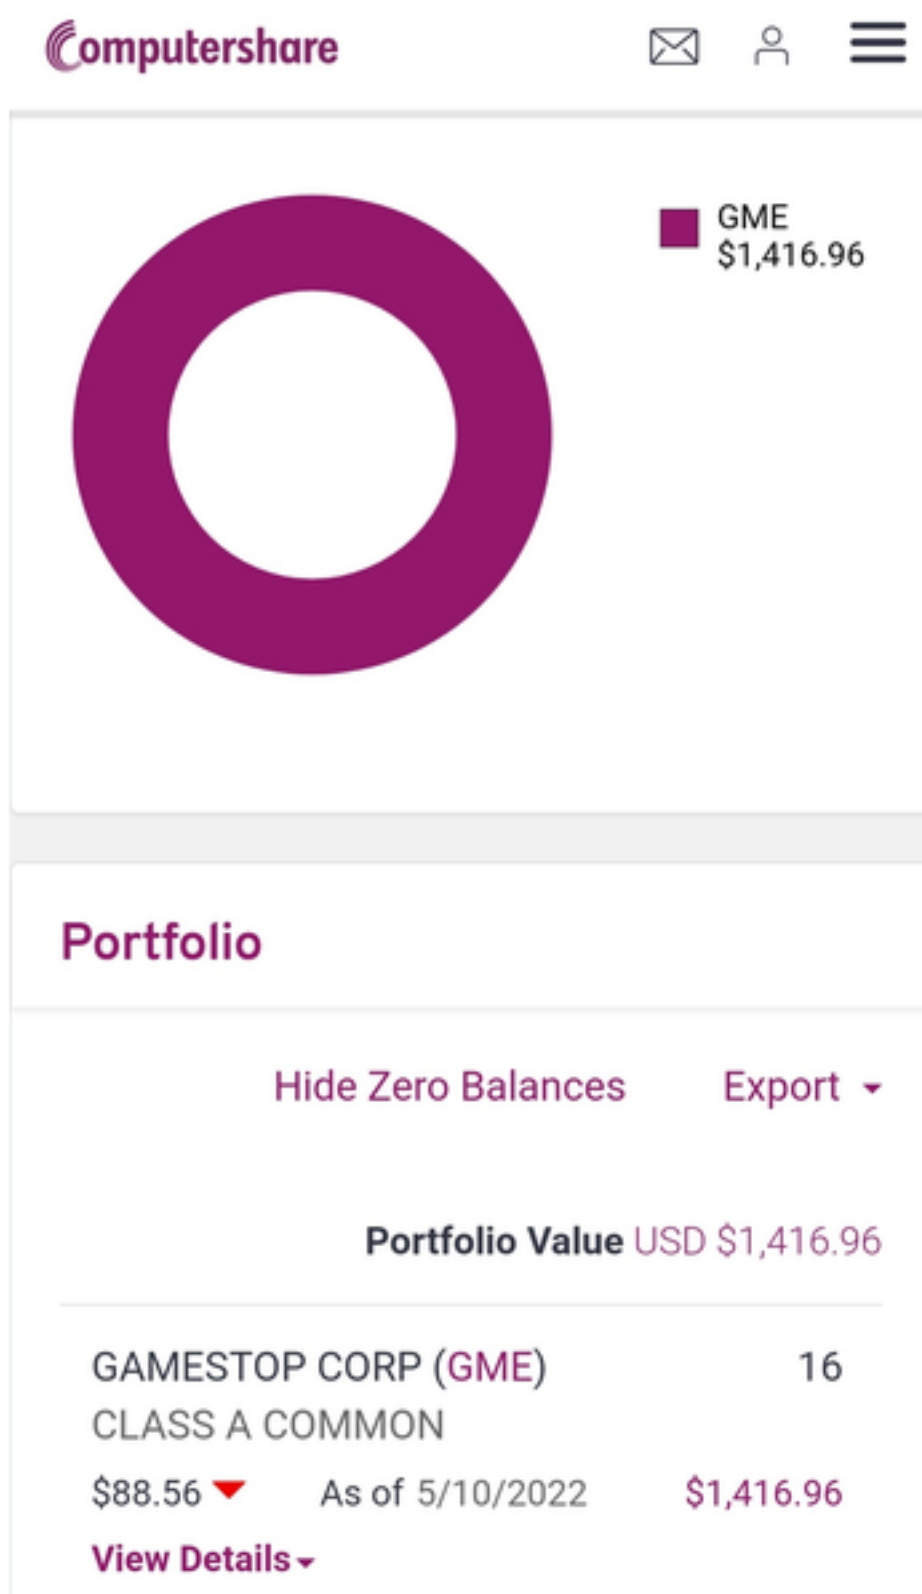 Computershare
GME
$1,416.96
Portfolio
Hide Zero Balances Export
Portfolio Value USD $1,416.96
GAMESTOP CORP (GME) 16
CLASS A COMMON
$88.56 As of 5/10/2022 $1,416.96
View Details